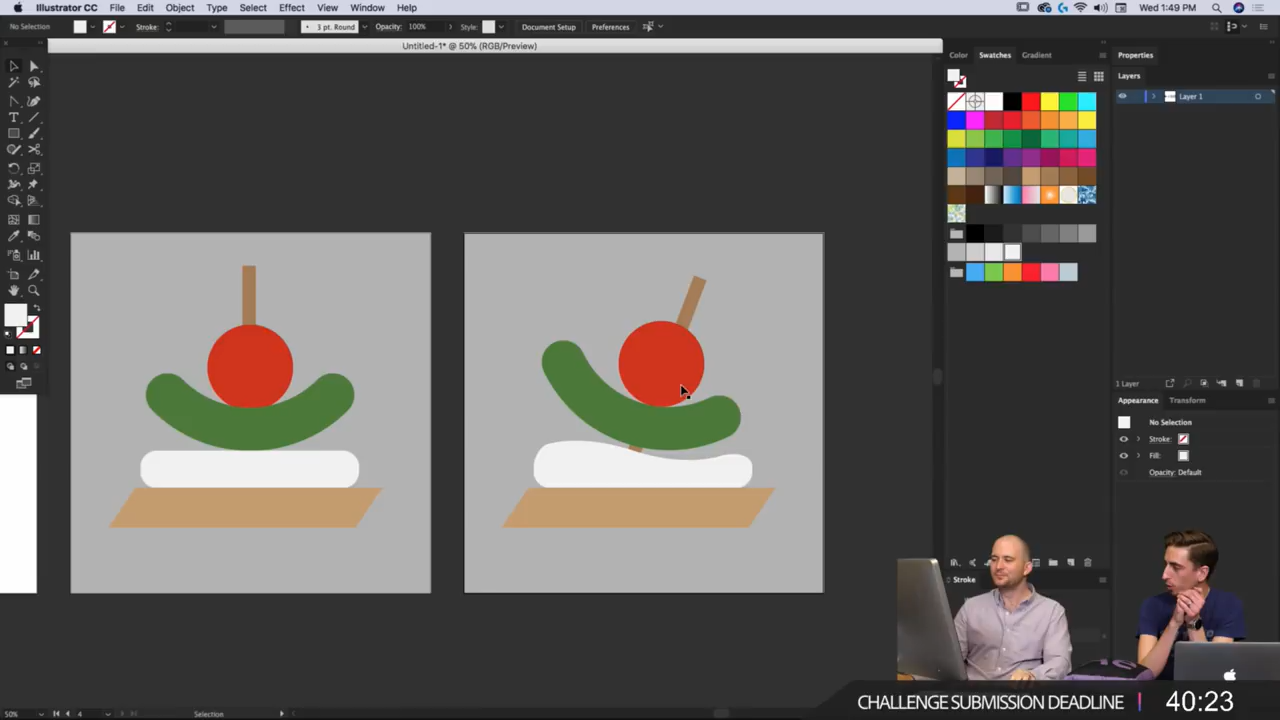 Illustrator CC File Edit Object Type Select Effect View Window Help
Wed 1:49 PM
No Selection Stroke: 3 pt. Round Opacity: 100% Style: Document Setup Preferences
Untitled-1* @ 50% (RGB/Preview)
Color Swatches Gradient
Properties
Layers
Layer 1
1 Layer
Appearance Transform
No Selection
Stroke:
Fill:
Opacity: Default
Stroke
CHALLENGE SUBMISSION DEADLINE | 40:23
50% 4 Selection